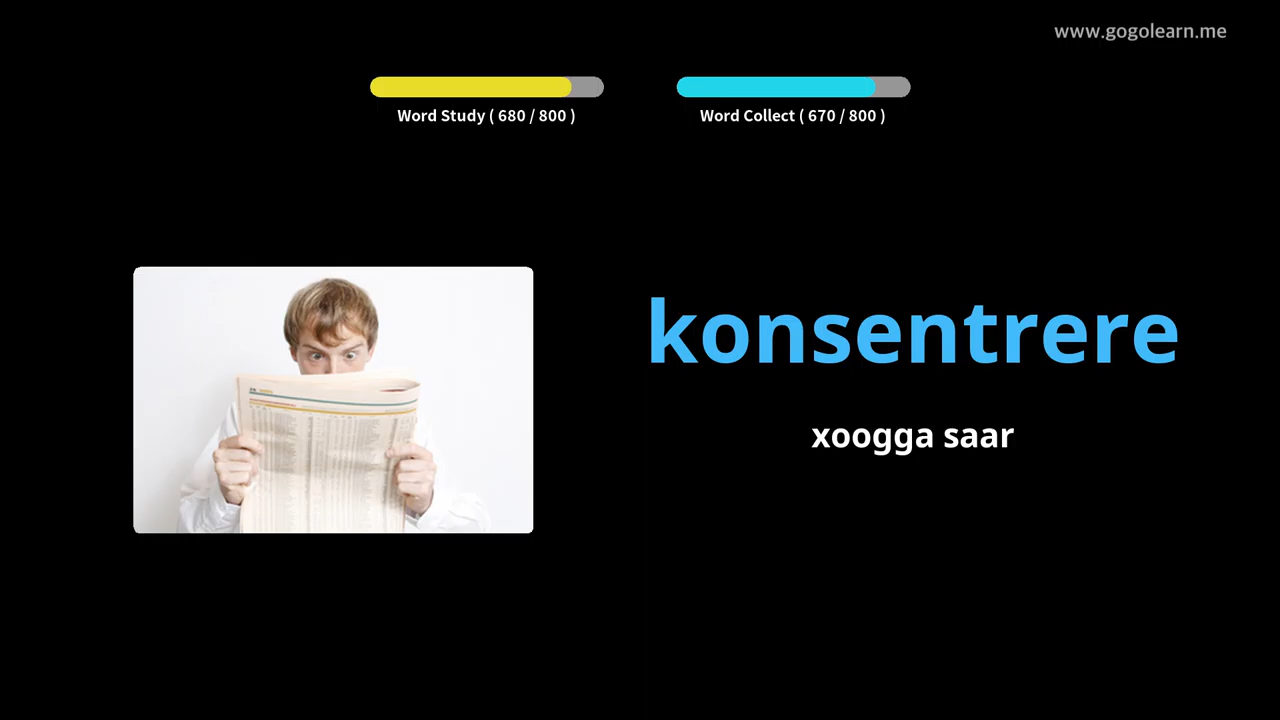 www.gogolearn.me
Word Study ( 680 / 800 )
Word Collect ( 670 / 800 )
konsentrere
xoogga saar